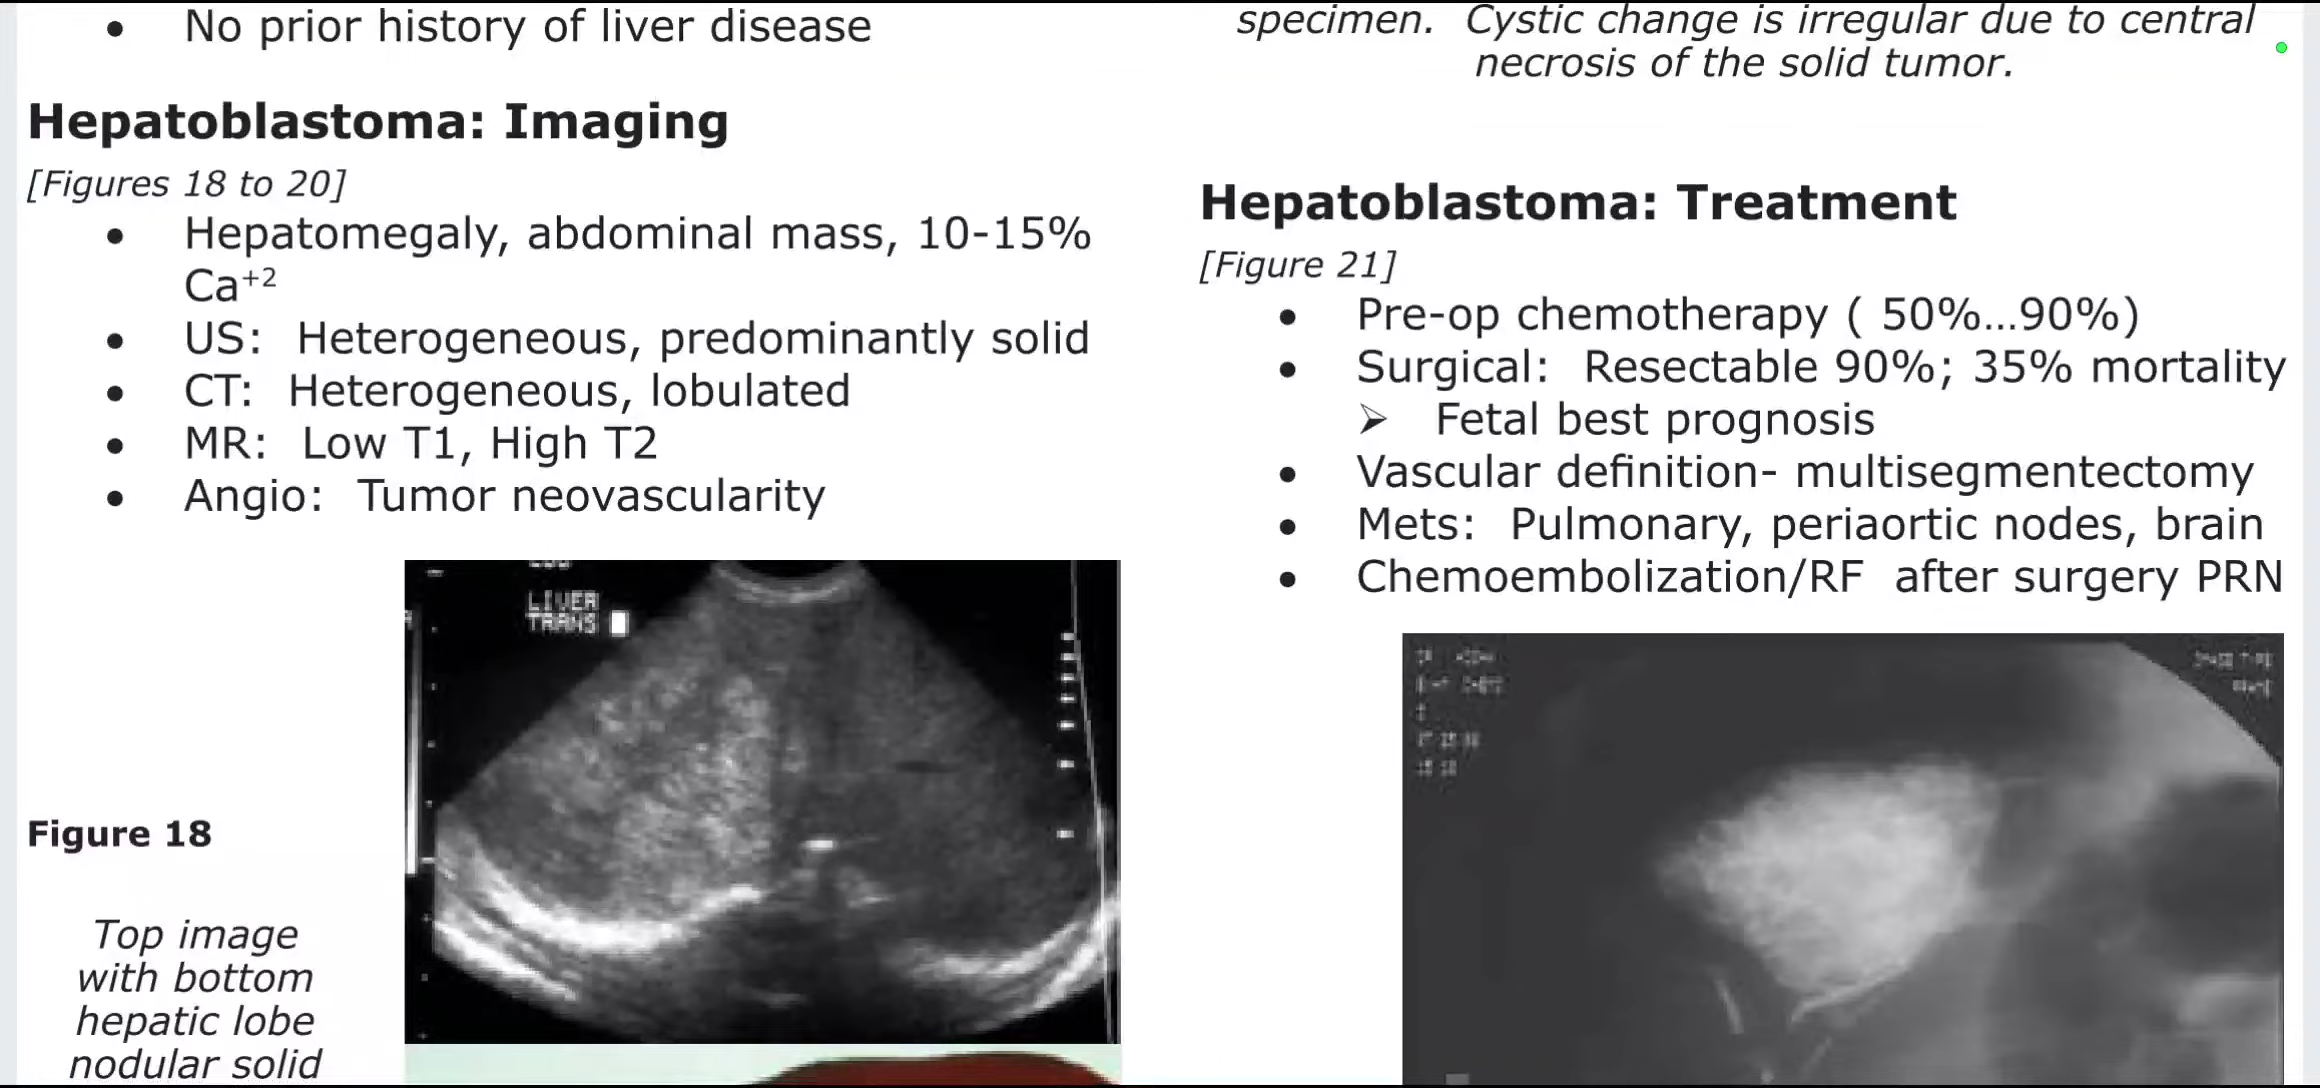 • No prior history of liver disease
Hepatoblastoma: Imaging
[Figures 18 to 20]
• Hepatomegaly, abdominal mass, 10-15%
Ca+2
• US: Heterogeneous, predominantly solid
• CT: Heterogeneous, lobulated
• MR: Low T1, High T2
• Angio: Tumor neovascularity
LIVER
TRANS
Figure 18
Top image
with bottom
hepatic lobe
nodular solid
specimen. Cystic change is irregular due to central
necrosis of the solid tumor.
Hepatoblastoma: Treatment
[Figure 21]
• Pre-op chemotherapy ( 50%...90%)
• Surgical: Resectable 90%; 35% mortality
➢ Fetal best prognosis
• Vascular definition- multisegmentectomy
• Mets: Pulmonary, periaortic nodes, brain
• Chemoembolization/RF after surgery PRN